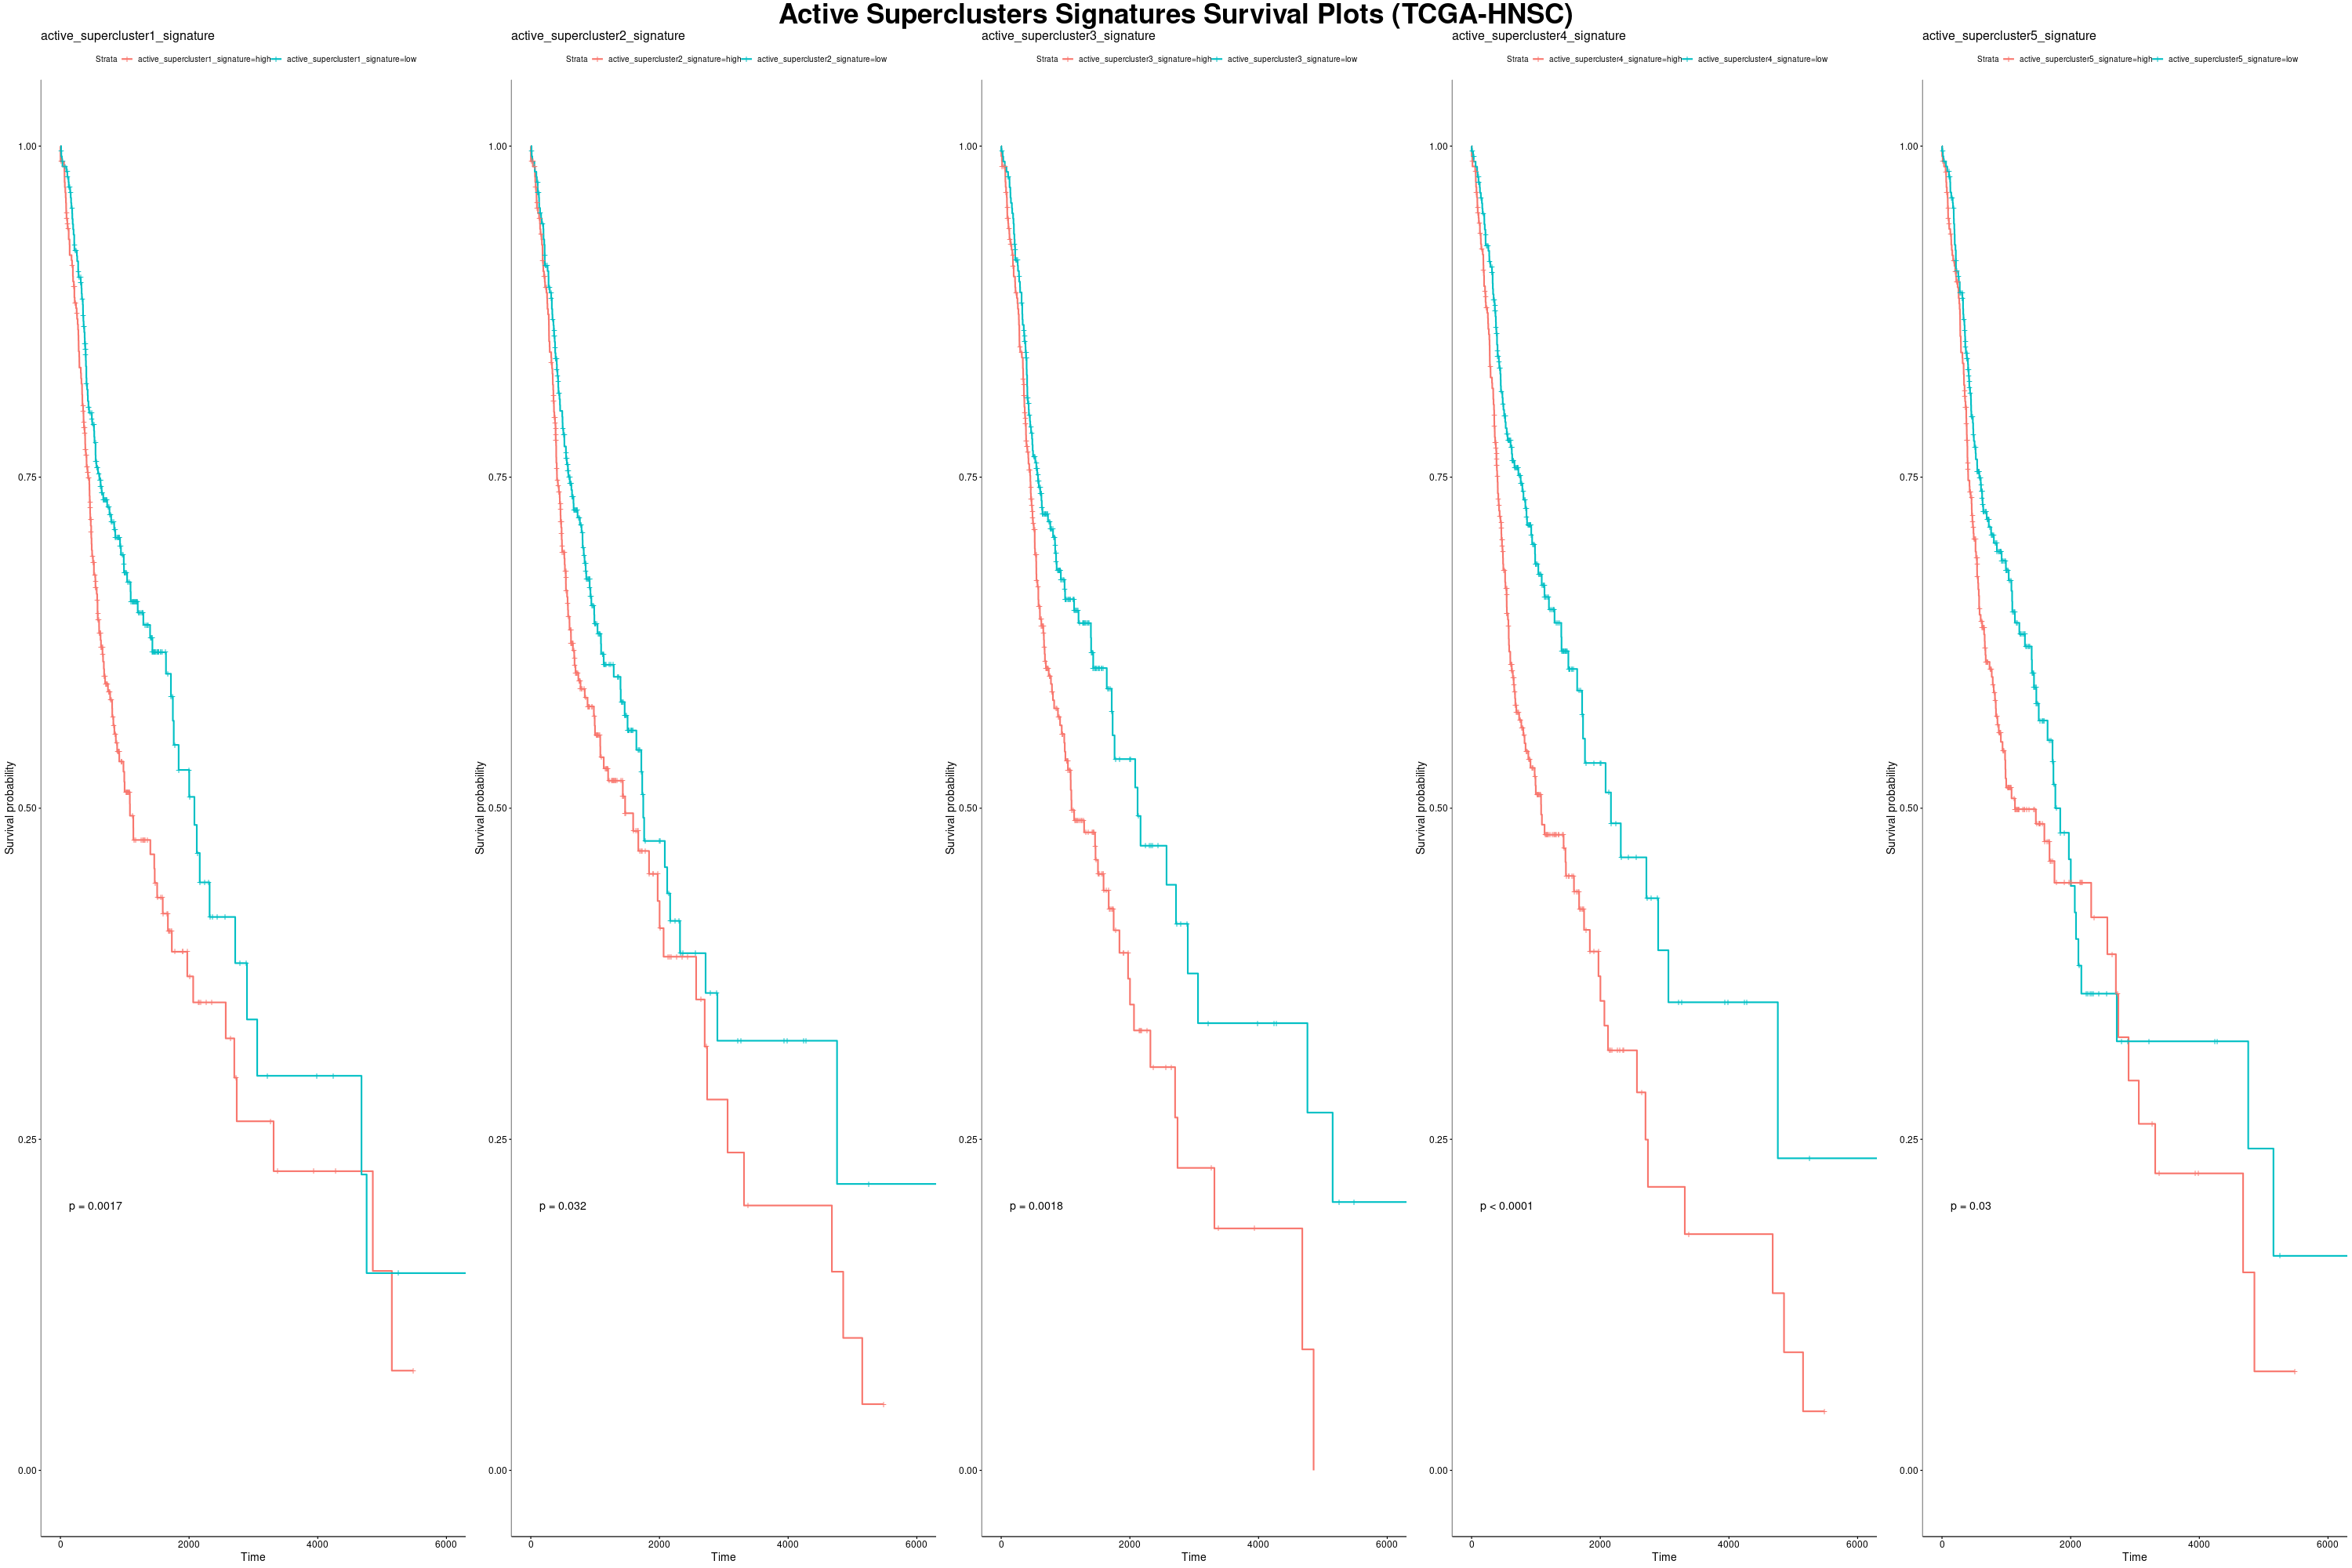 Active Superclusters Signatures Survival Plots (TCGA-HNSC)
active_supercluster1_signature
Strata active_supercluster1_signature=high active_supercluster1_signature=low
1.00
0.75
0.50
0.25
0.00
Survival probability
p = 0.0017
0 2000 4000 6000
Time
active_supercluster2_signature
Strata active_supercluster2_signature=high active_supercluster2_signature=low
1.00
0.75
0.50
0.25
0.00
Survival probability
p = 0.032
0 2000 4000 6000
Time
active_supercluster3_signature
Strata active_supercluster3_signature=high active_supercluster3_signature=low
1.00
0.75
0.50
0.25
0.00
Survival probability
p = 0.0018
0 2000 4000 6000
Time
active_supercluster4_signature
Strata active_supercluster4_signature=high active_supercluster4_signature=low
1.00
0.75
0.50
0.25
0.00
Survival probability
p < 0.0001
0 2000 4000 6000
Time
active_supercluster5_signature
Strata active_supercluster5_signature=high active_supercluster5_signature=low
1.00
0.75
0.50
0.25
0.00
Survival probability
p = 0.03
0 2000 4000 6000
Time